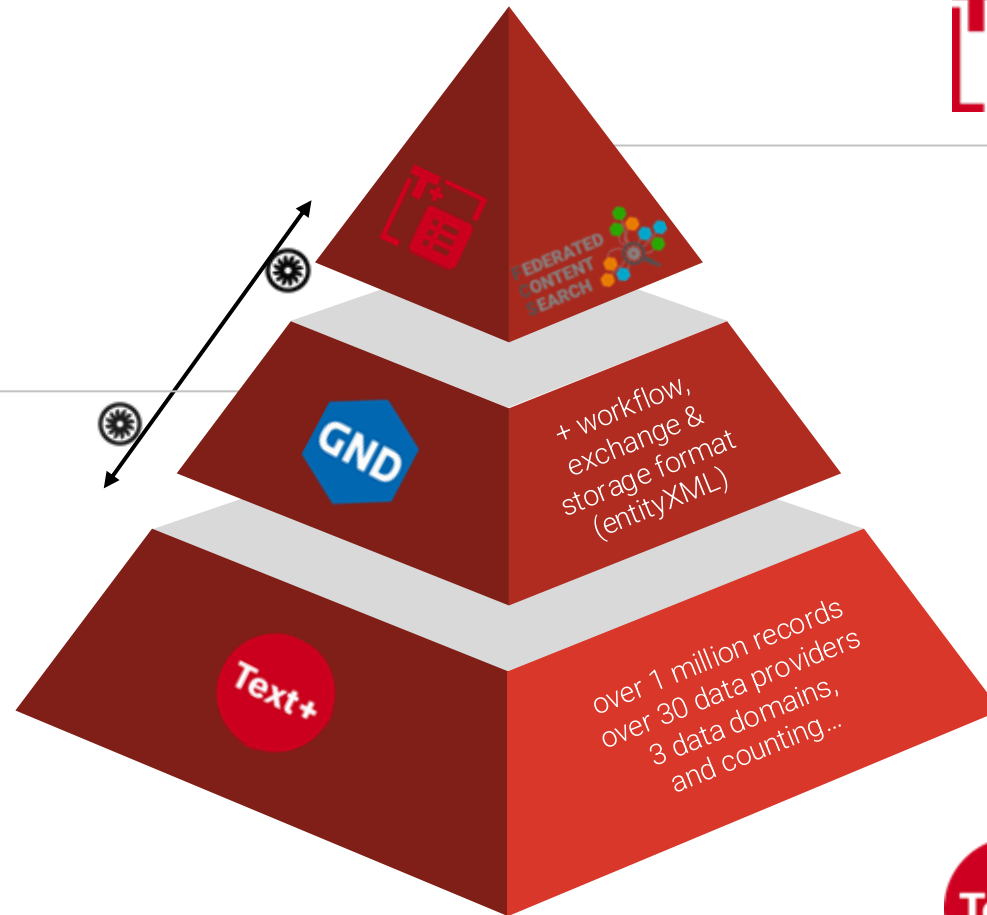 T+
FEDERATED
CONTENT
SEARCH
GND
+ workflow,
exchange &
storage format
(entityXML)
Text+
over 1 million records
over 30 data providers
3 data domains,
and counting...